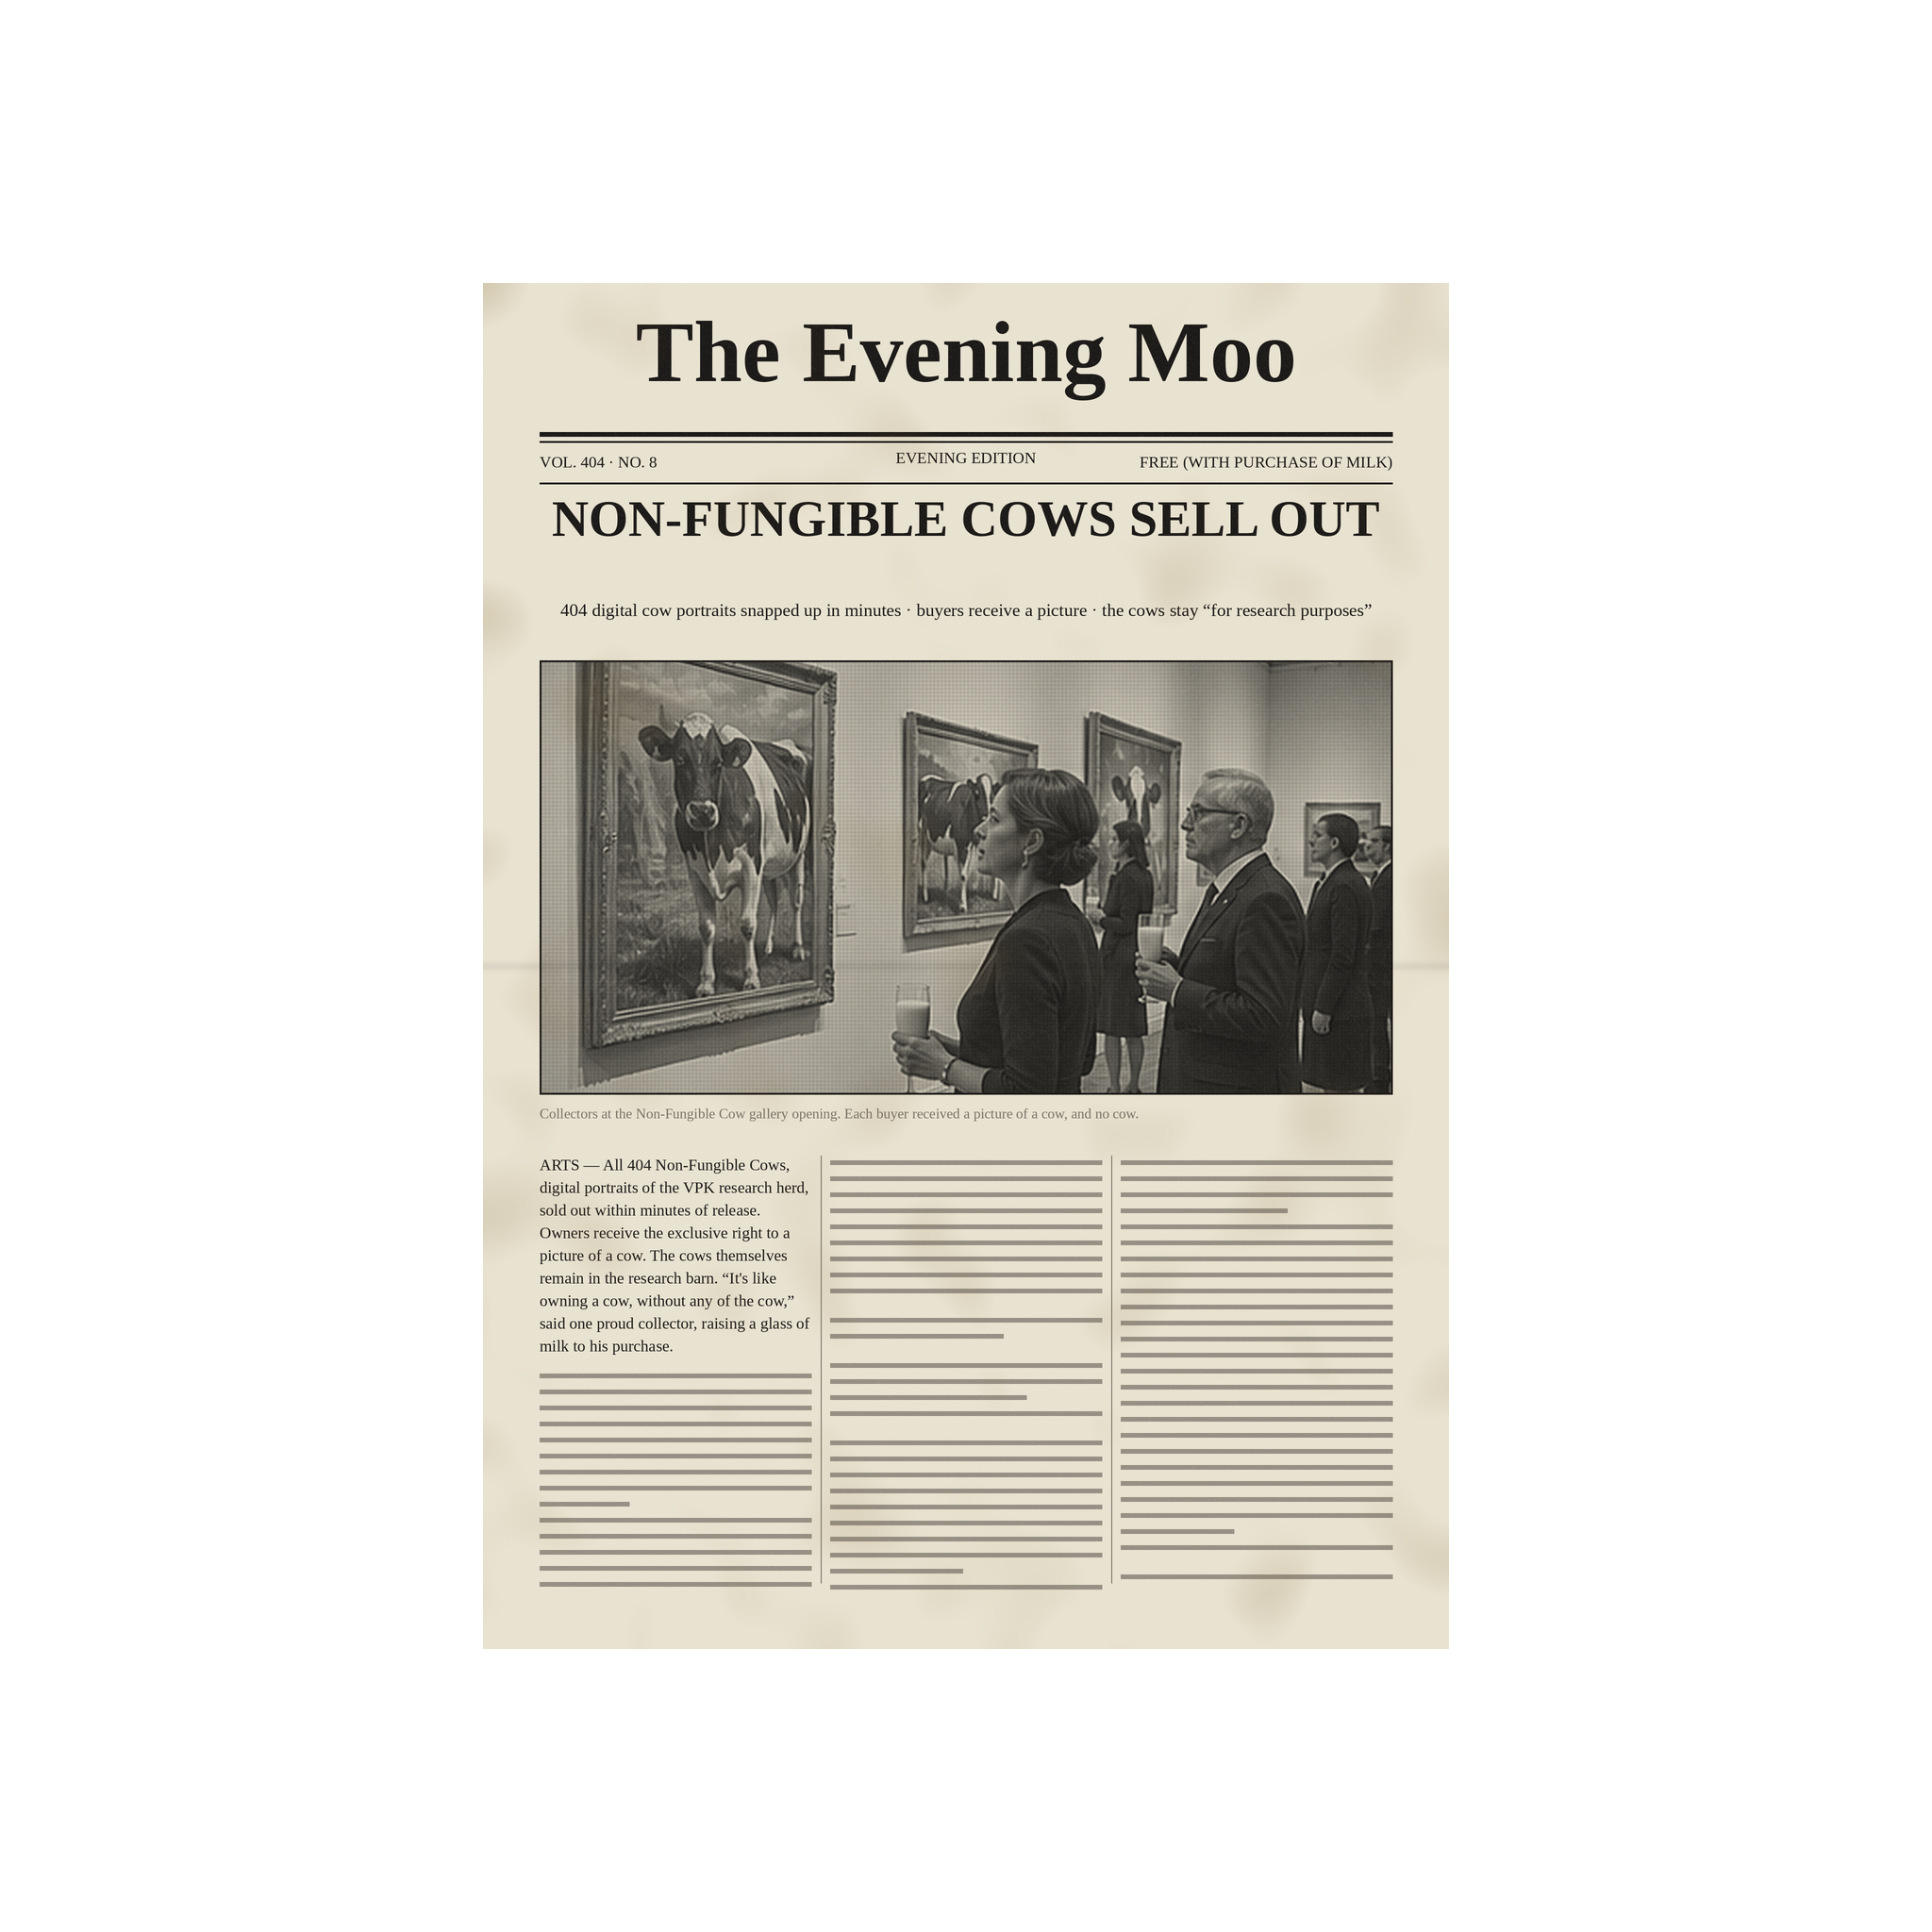 The Evening Moo
VOL. 404 · NO. 8
EVENING EDITION
FREE (WITH PURCHASE OF MILK)
NON-FUNGIBLE COWS SELL OUT
404 digital cow portraits snapped up in minutes · buyers receive a picture · the cows stay “for research purposes”
Collectors at the Non-Fungible Cow gallery opening. Each buyer received a picture of a cow, and no cow.
ARTS — All 404 Non-Fungible Cows,
digital portraits of the VPK research herd,
sold out within minutes of release.
Owners receive the exclusive right to a
picture of a cow. The cows themselves
remain in the research barn. “It's like
owning a cow, without any of the cow,”
said one proud collector, raising a glass of
milk to his purchase.